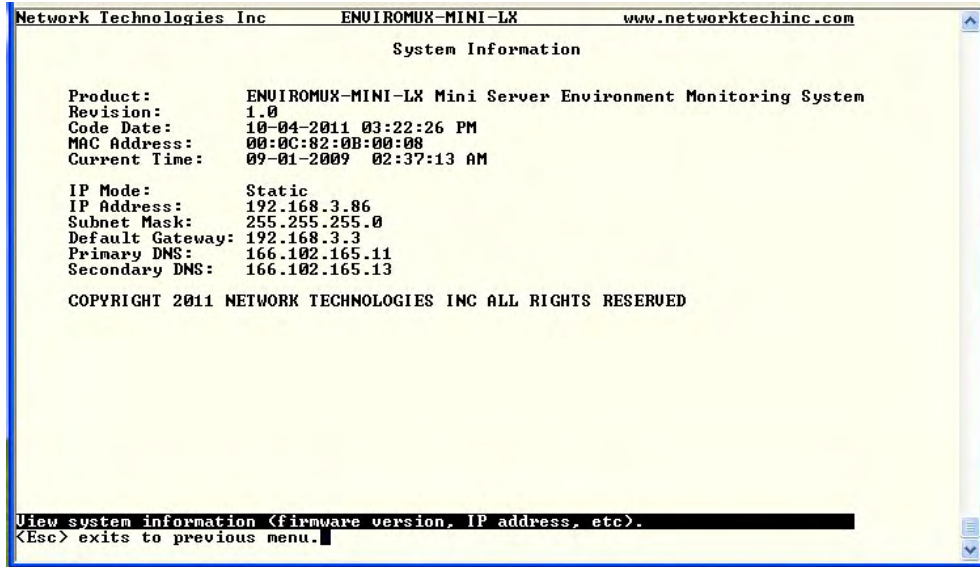 Network Technologies Inc ENVIROMUX-MINI-LX www.networktechinc.com
System Information
Product: ENVIROMUX-MINI-LX Mini Server Environment Monitoring System
Revision: 1.0
Code Date: 10-04-2011 03:22:26 PM
MAC Address: 00:0C:82:0B:00:08
Current Time: 09-01-2009 02:37:13 AM
IP Mode: Static
IP Address: 192.168.3.86
Subnet Mask: 255.255.255.0
Default Gateway: 192.168.3.3
Primary DNS: 166.102.165.11
Secondary DNS: 166.102.165.13
COPYRIGHT 2011 NETWORK TECHNOLOGIES INC ALL RIGHTS RESERVED
View system information (firmware version, IP address, etc).
<Esc> exits to previous menu.